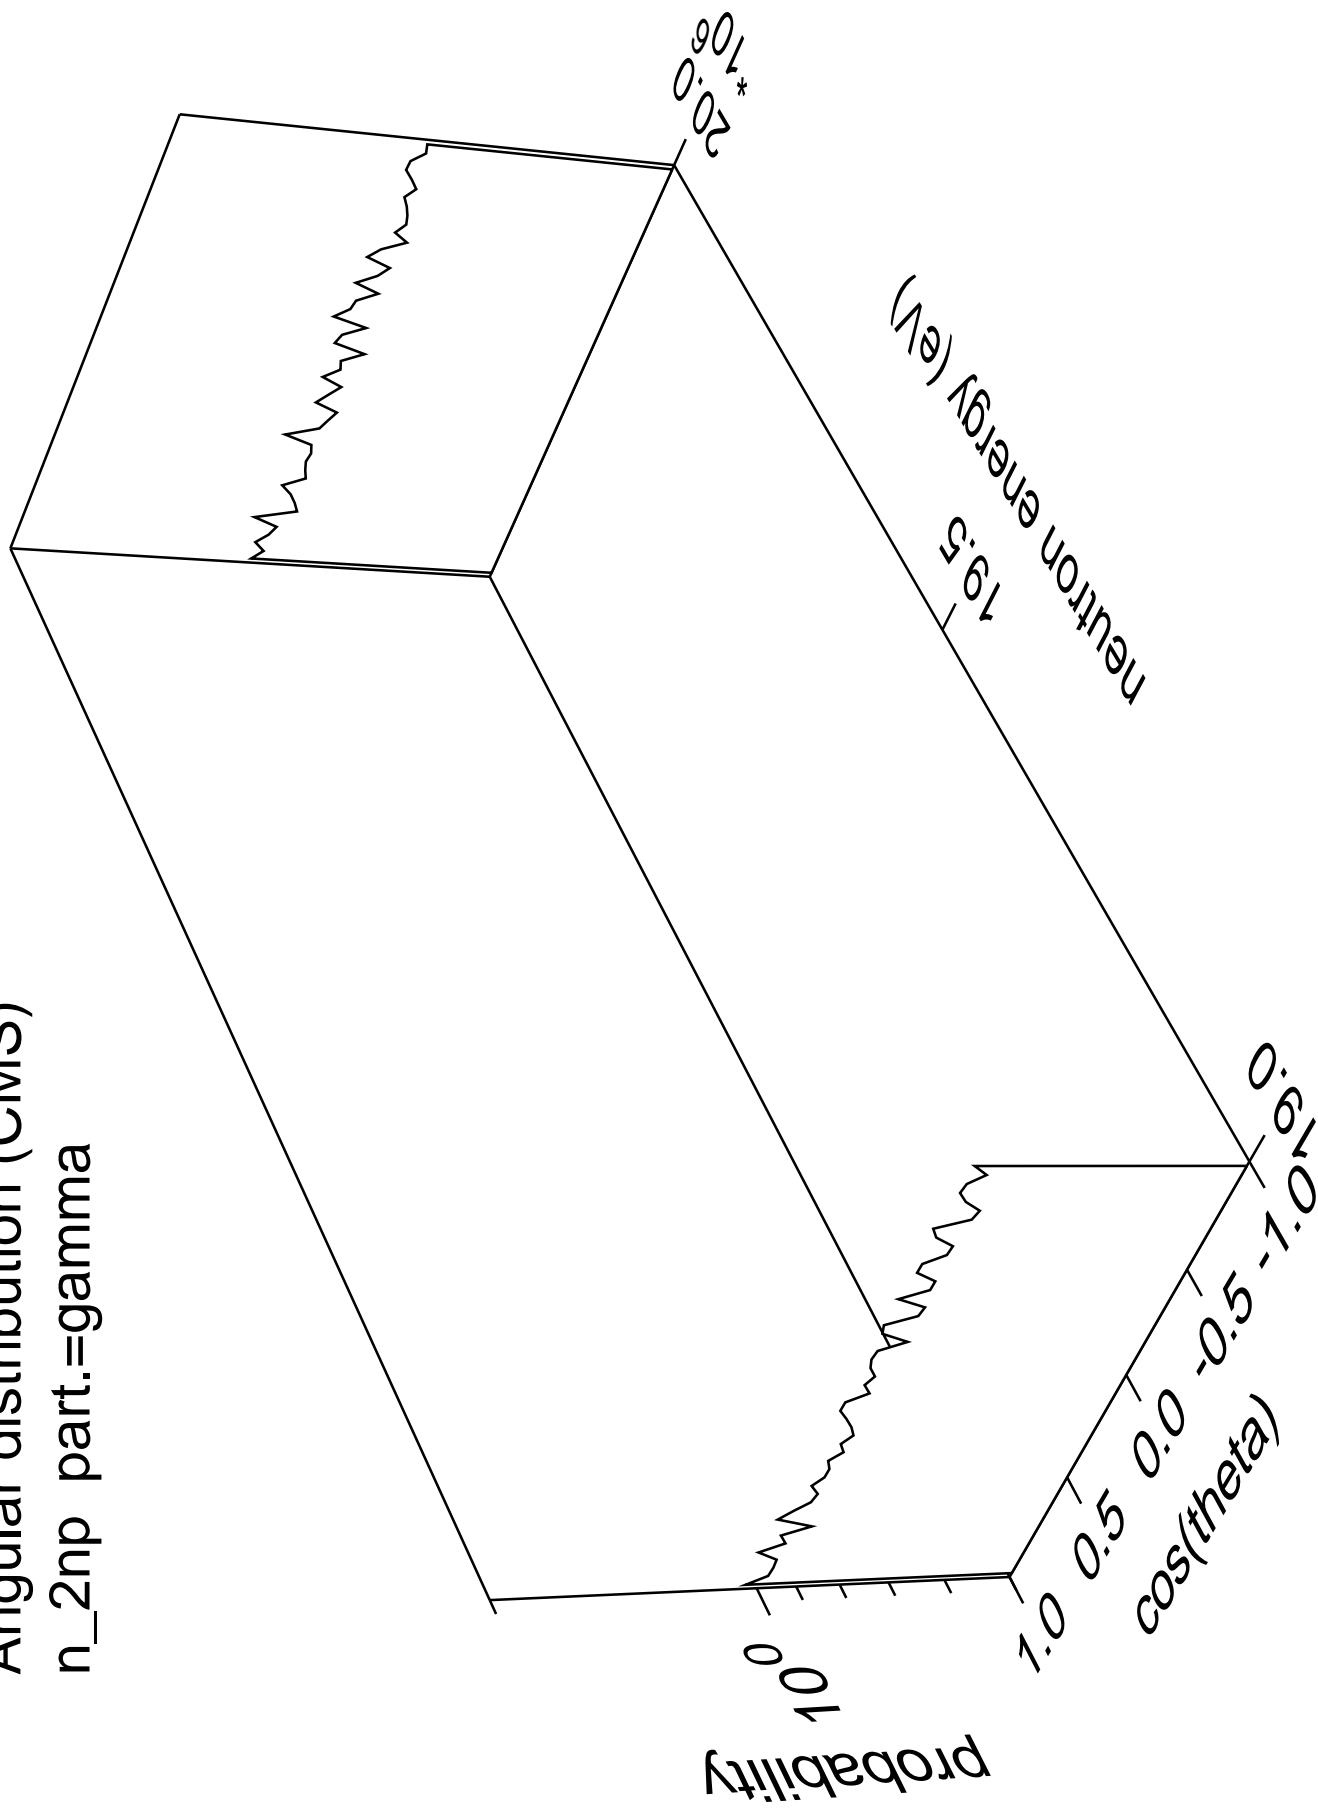 Angular distribution (CMS)
n_2np part.=gamma
probability
10 0
1.0
0.5
0.0
-0.5
-1.0
cos(theta)
19.0
19.5
20.0
* 10 6
neutron energy (eV)